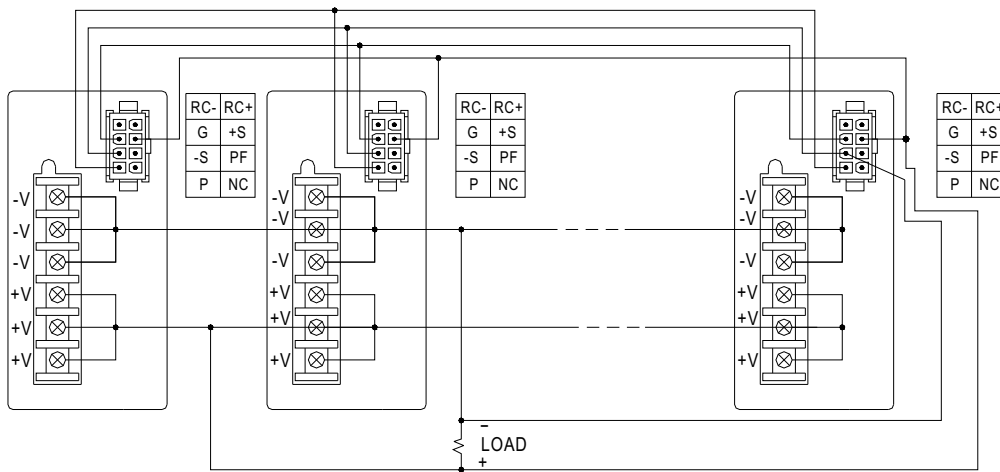 RC- RC+
G +S
-S PF
P NC
RC- RC+
G +S
-S PF
P NC
RC- RC+
G +S
-S PF
P NC
-V
-V
-V
+V
+V
+V
-V
-V
-V
+V
+V
+V
-V
-V
-V
+V
+V
+V
-
LOAD
+